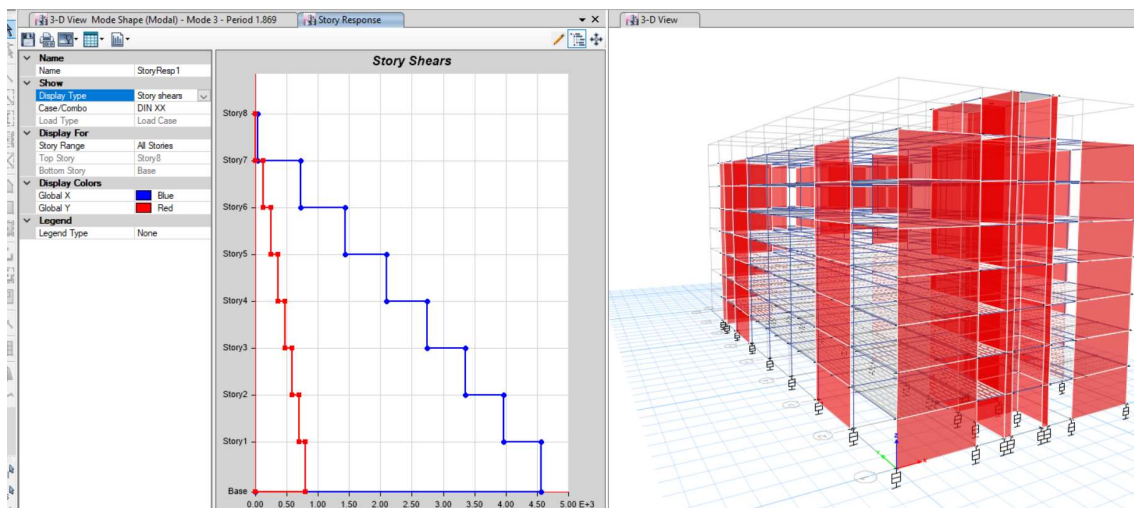 3-D View Mode Shape (Modal) - Mode 3 - Period 1.869
Story Response
3-D View
Name
Name StoryResp1
Show
Display Type Story shears
Case/Combo DIN XX
Load Type Load Case
Display For
Story Range All Stories
Top Story Story8
Bottom Story Base
Display Colors
Global X Blue
Global Y Red
Legend
Legend Type None
Story Shears
Story8
Story7
Story6
Story5
Story4
Story3
Story2
Story1
Base
0.00 0.50 1.00 1.50 2.00 2.50 3.00 3.50 4.00 4.50 5.00 E+3